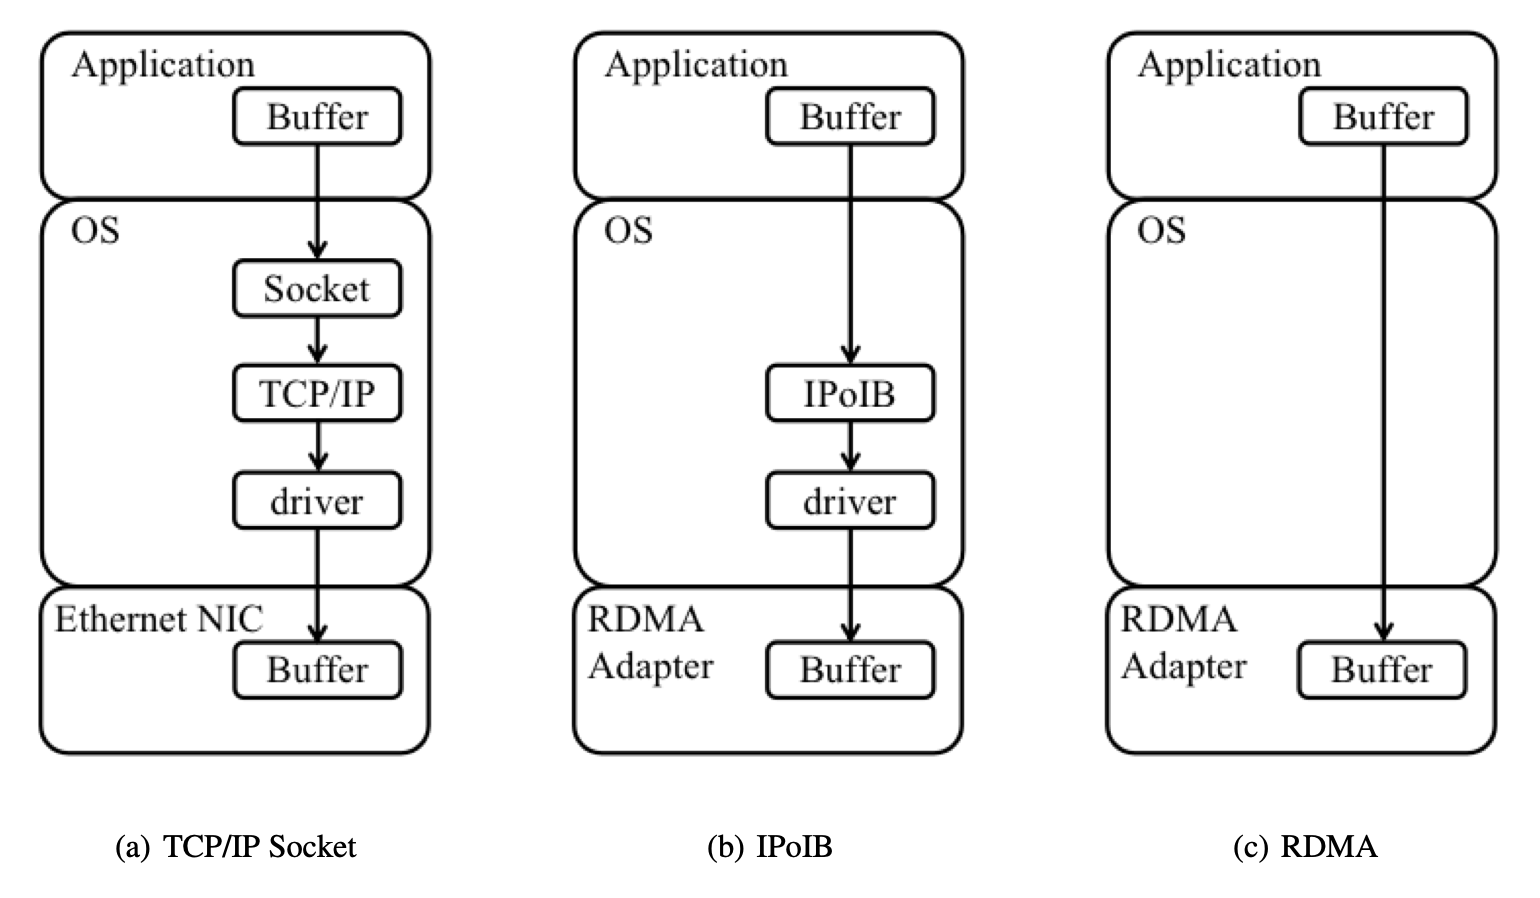 Application
Buffer
OS
Socket
TCP/IP
driver
Ethernet NIC
Buffer
(a) TCP/IP Socket
Application
Buffer
OS
IPoIB
driver
RDMA
Adapter
Buffer
(b) IPoIB
Application
Buffer
OS
RDMA
Adapter
Buffer
(c) RDMA